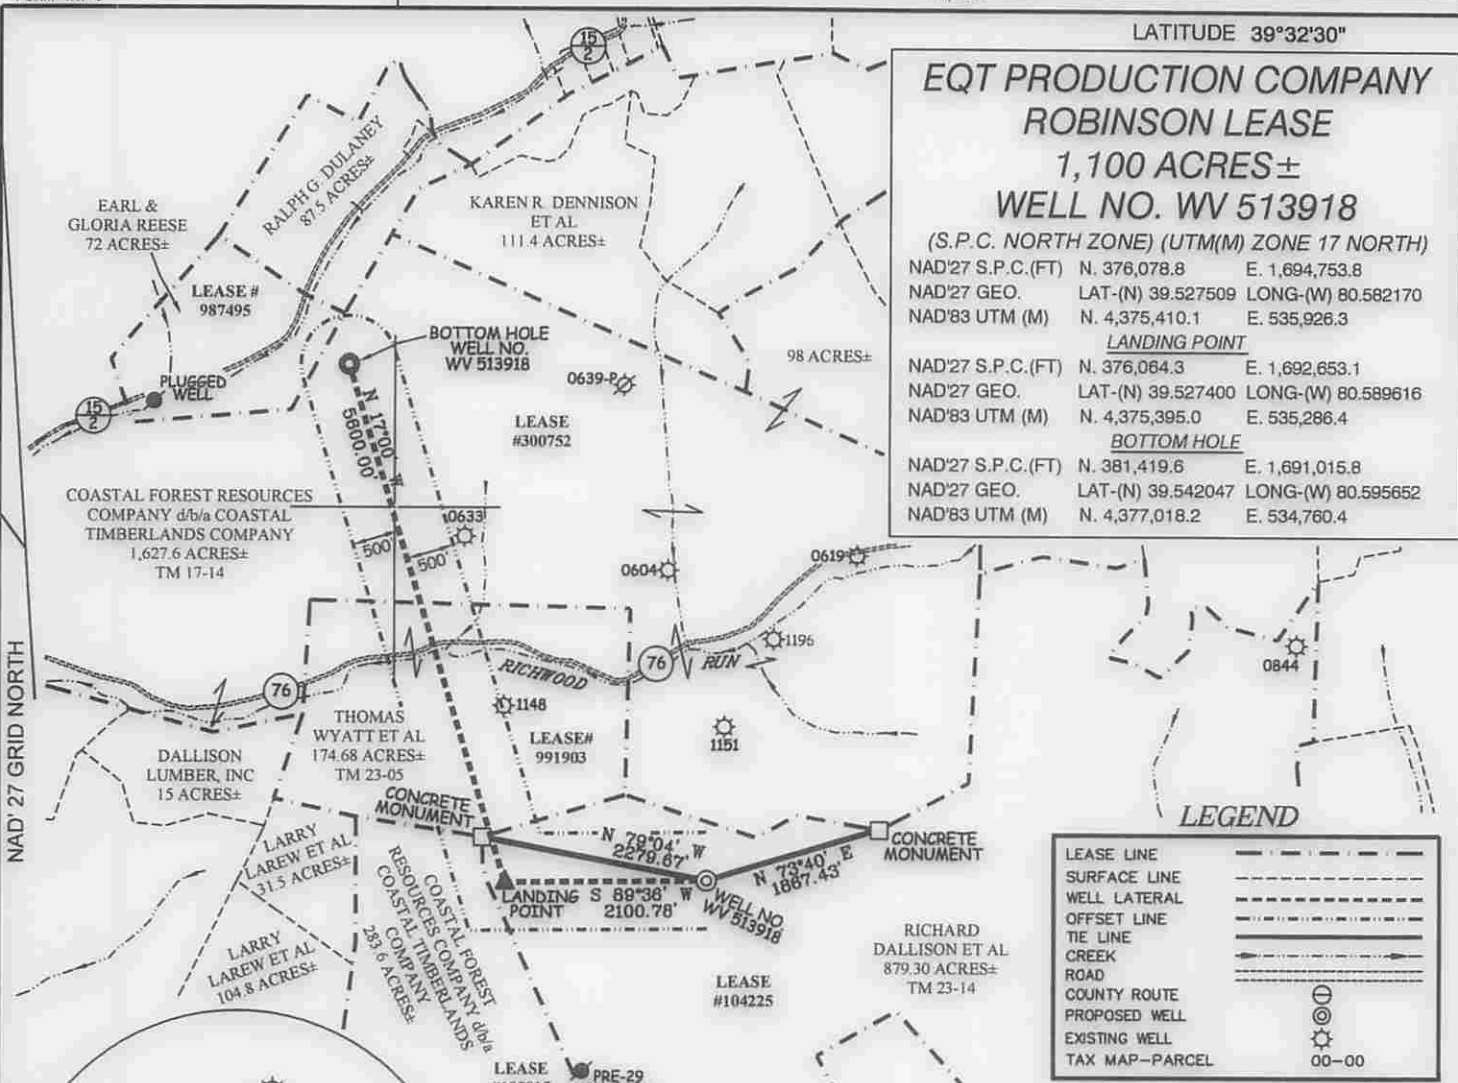 LATITUDE 39°32'30"
EQT PRODUCTION COMPANY
ROBINSON LEASE
1,100 ACRES±
WELL NO. WV 513918
(S.P.C. NORTH ZONE) (UTM(M) ZONE 17 NORTH)
NAD'27 S.P.C.(FT) N. 376,078.8 E. 1,694,753.8
NAD'27 GEO. LAT-(N) 39.527509 LONG-(W) 80.582170
NAD'83 UTM (M) N. 4,375,410.1 E. 535,926.3
LANDING POINT
NAD'27 S.P.C.(FT) N. 376,064.3 E. 1,692,653.1
NAD'27 GEO. LAT-(N) 39.527400 LONG-(W) 80.589616
NAD'83 UTM (M) N. 4,375,395.0 E. 535,286.4
BOTTOM HOLE
NAD'27 S.P.C.(FT) N. 381,419.6 E. 1,691,015.8
NAD'27 GEO. LAT-(N) 39.542047 LONG-(W) 80.595652
NAD'83 UTM (M) N. 4,377,018.2 E. 534,760.4
15
2
RALPH G. DULANEY
87.5 ACRES±
EARL &
GLORIA REESE
72 ACRES±
KAREN R. DENNISON
ET AL
111.4 ACRES±
LEASE #
987495
BOTTOM HOLE
WELL NO.
WV 513918
98 ACRES±
0639-P
PLUGGED
WELL
15
2
N 17°00' W
5600.00'
LEASE
#300752
COASTAL FOREST RESOURCES
COMPANY d/b/a COASTAL
TIMBERLANDS COMPANY
1,627.6 ACRES±
TM 17-14
0633
500'
500'
0604
0619
1196
0844
76
RICHWOOD
76
RUN
NAD' 27 GRID NORTH
1148
THOMAS
WYATT ET AL
174.68 ACRES±
TM 23-05
LEASE#
991903
1151
DALLISON
LUMBER, INC
15 ACRES±
CONCRETE
MONUMENT
N 79°04' W
2279.67'
N 73°40' E
1867.43'
CONCRETE
MONUMENT
LARRY
LAREW ET AL
31.5 ACRES±
LANDING
POINT
S 89°36' W
2100.78'
WELL NO.
WV 513918
COASTAL FOREST
RESOURCES COMPANY d/b/a
COASTAL TIMBERLANDS
COMPANY
283.6 ACRES±
LARRY
LAREW ET AL
104.8 ACRES±
RICHARD
DALLISON ET AL
879.30 ACRES±
TM 23-14
LEASE
#104225
LEASE
PRE-29
LEGEND
LEASE LINE
SURFACE LINE
WELL LATERAL
OFFSET LINE
TIE LINE
CREEK
ROAD
COUNTY ROUTE
PROPOSED WELL
EXISTING WELL
TAX MAP-PARCEL 00-00